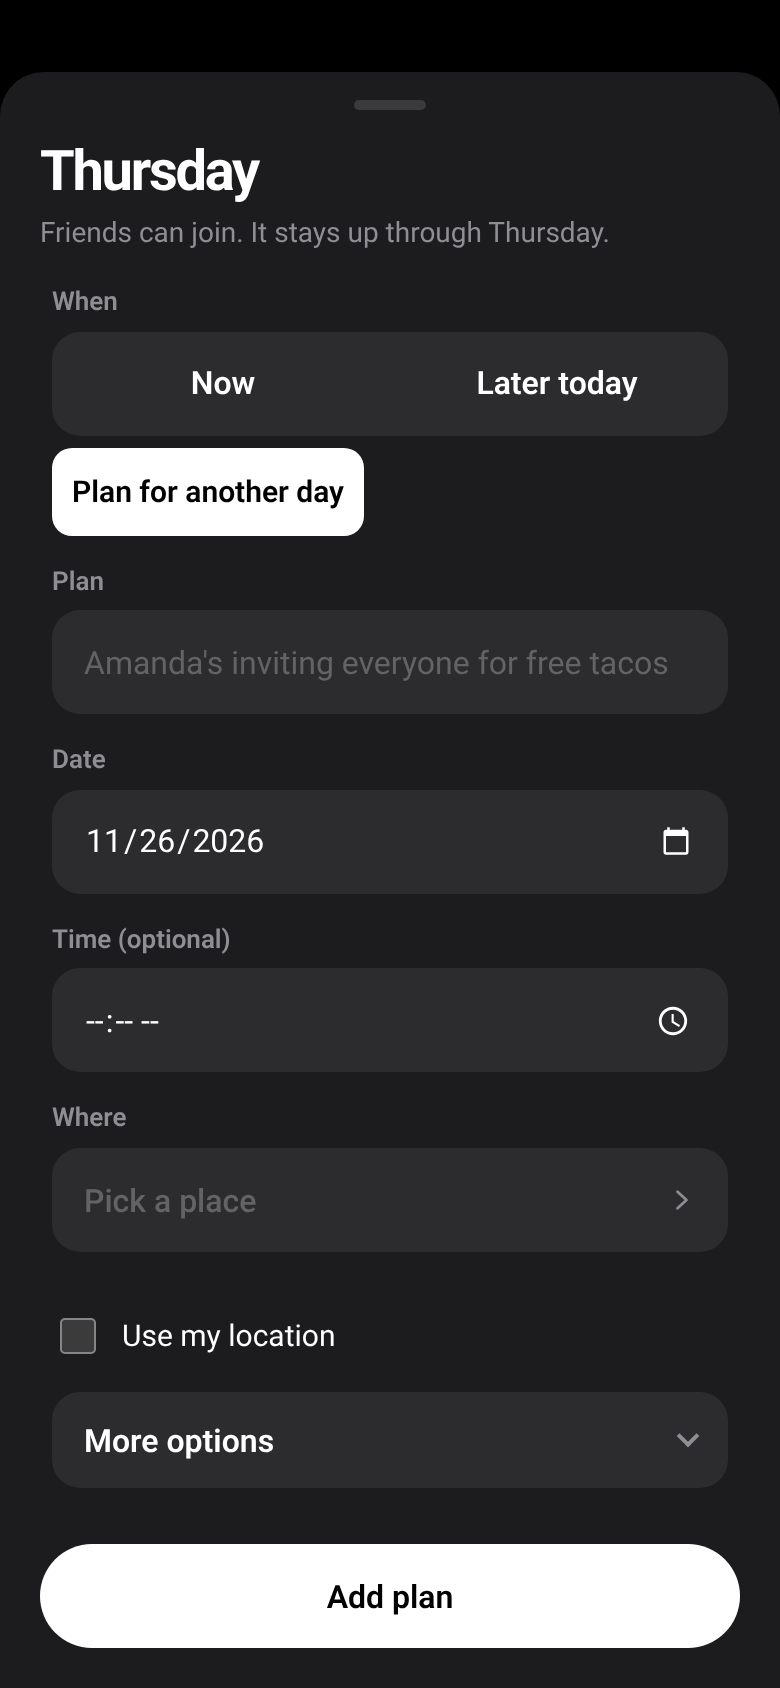 Thursday
Friends can join. It stays up through Thursday.
When
Now
Later today
Plan for another day
Plan
Amanda's inviting everyone for free tacos
Date
11/26/2026
Time (optional)
--:-- --
Where
Pick a place
Use my location
More options
Add plan